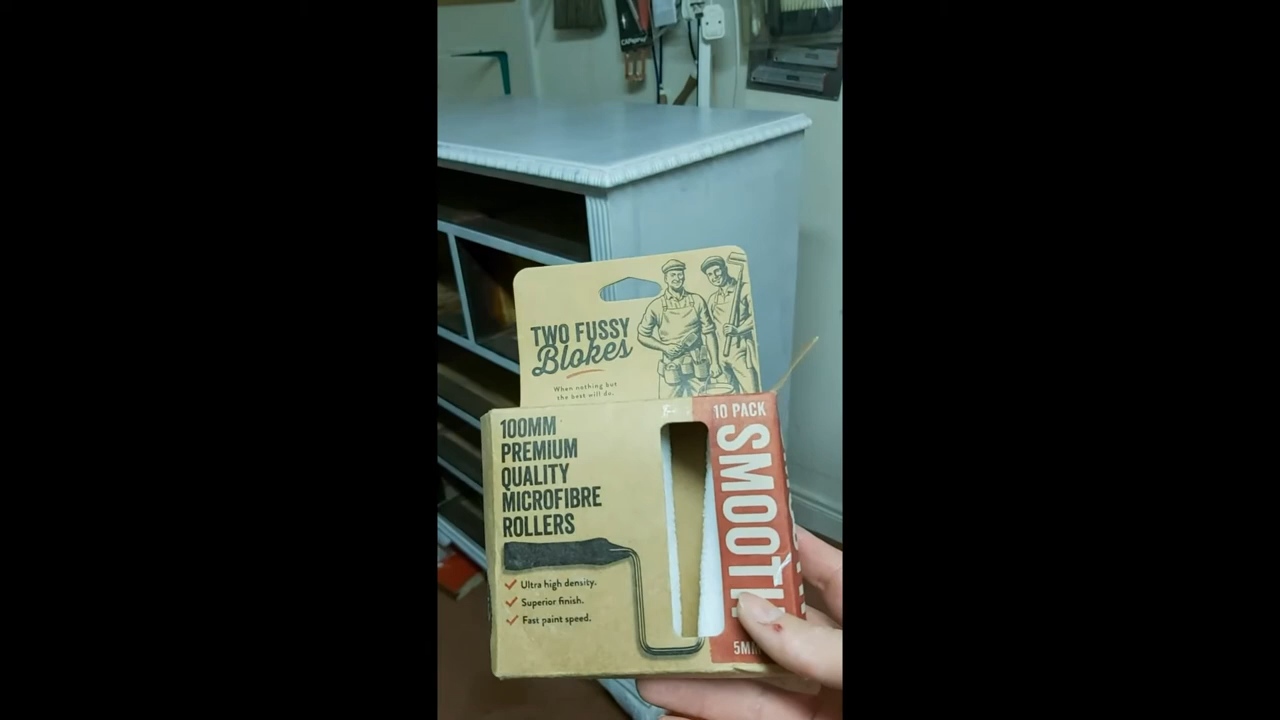 TWO FUSSY
Blokes
When nothing but
the best will do.
100MM
PREMIUM
QUALITY
MICROFIBRE
ROLLERS
Ultra high density.
Superior finish.
Fast paint speed.
10 PACK
SMOOTH